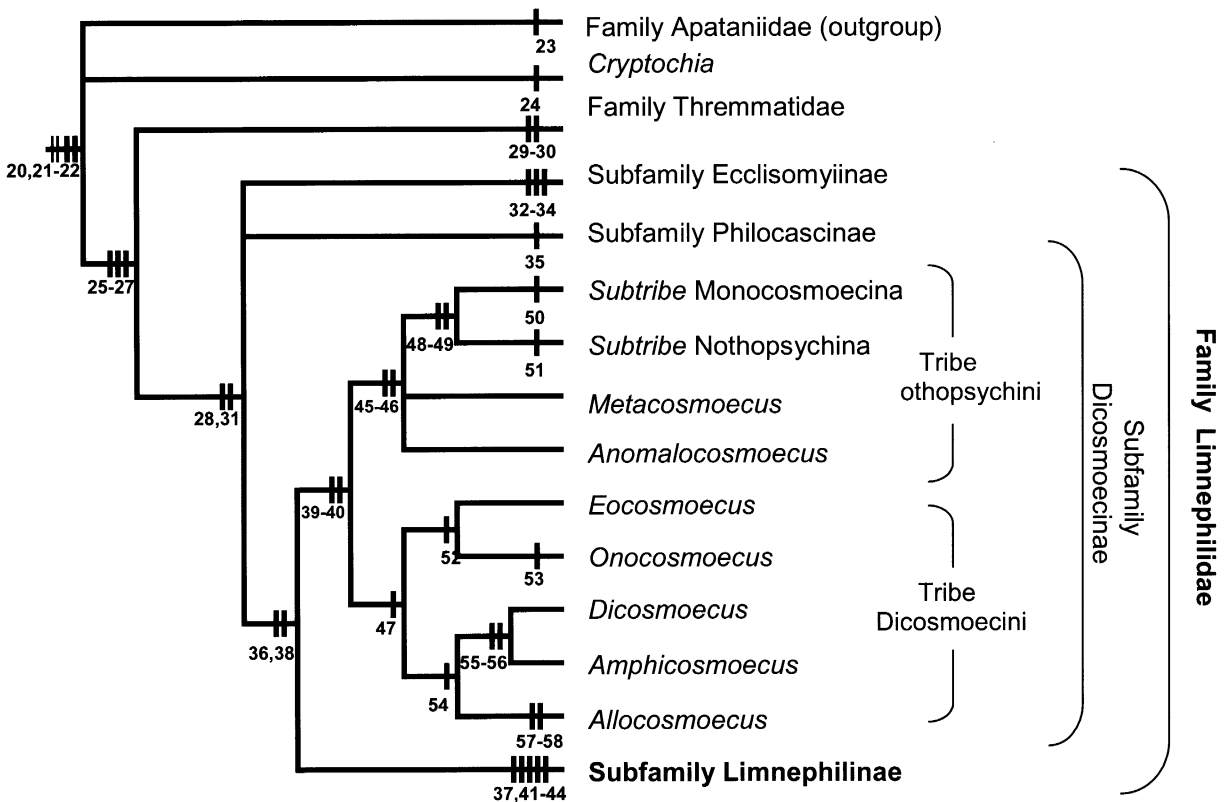 Family Apataniidae (outgroup)
23
Cryptochia
24
Family Thremmatidae
20,21-22
29-30
Subfamily Ecclisomyiinae
32-34
Subfamily Philocascinae
35
25-27
Subtribe Monocosmoecina
50
48-49
Subtribe Nothopsychina
51
Tribe
othopsychini
45-46
Metacosmoecus
28,31
Anomalocosmoecus
Subfamily
Dicosmoecinae
Family Limnephilidae
39-40
Eocosmoecus
52
Onocosmoecus
53
Tribe
Dicosmoecini
Dicosmoecus
47
36,38
55-56
Amphicosmoecus
54
Allocosmoecus
57-58
Subfamily Limnephilinae
37,41-44